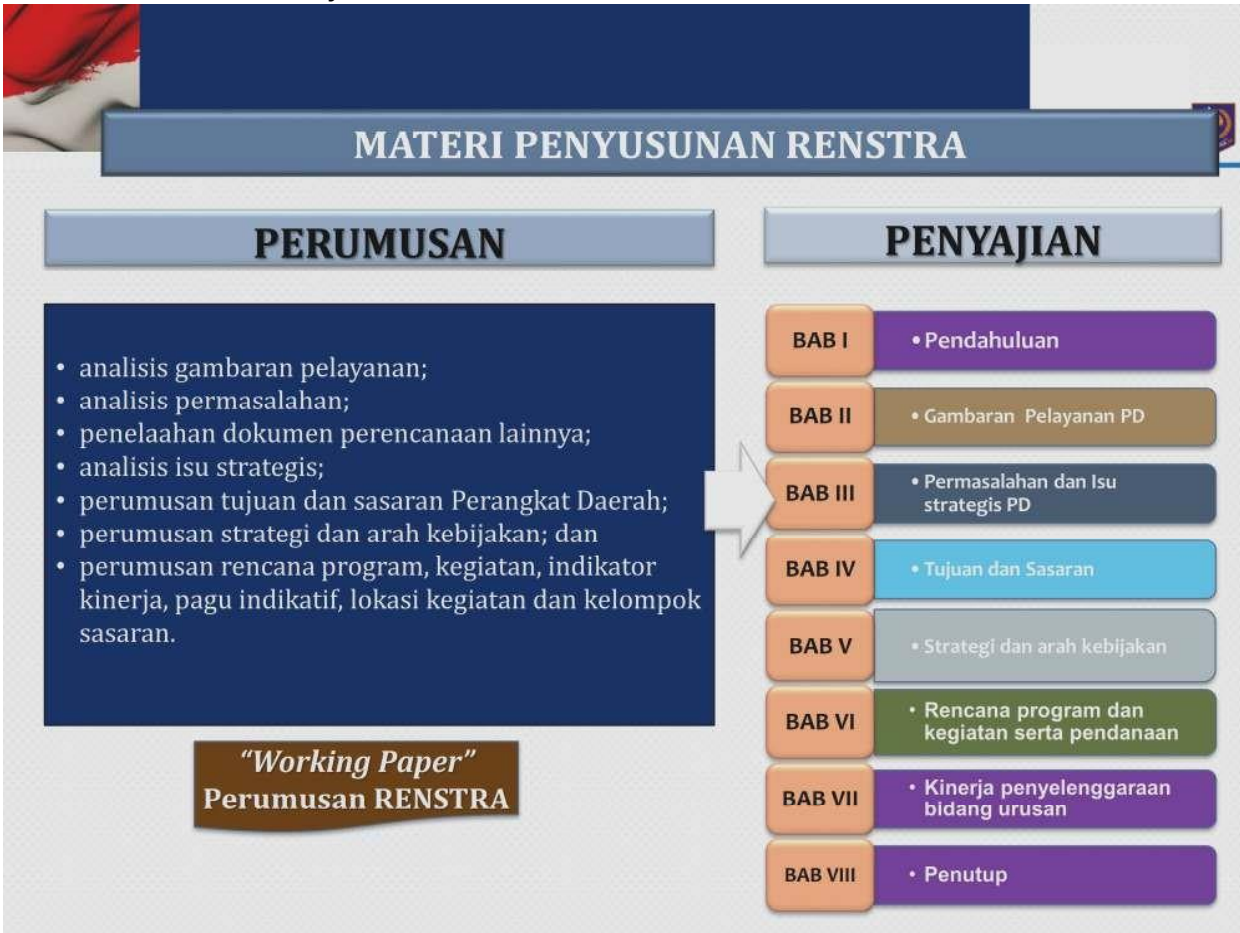 MATERI PENYUSUNAN RENSTRA
PERUMUSAN
• analisis gambaran pelayanan;
• analisis permasalahan;
• penelaahan dokumen perencanaan lainnya;
• analisis isu strategis;
• perumusan tujuan dan sasaran Perangkat Daerah;
• perumusan strategi dan arah kebijakan; dan
• perumusan rencana program, kegiatan, indikator
kinerja, pagu indikatif, lokasi kegiatan dan kelompok
sasaran.
"Working Paper"
Perumusan RENSTRA
PENYAJIAN
BAB I
• Pendahuluan
BAB II
• Gambaran Pelayanan PD
BAB III
• Permasalahan dan Isu
strategis PD
BAB IV
• Tujuan dan Sasaran
BAB V
• Strategi dan arah kebijakan
BAB VI
• Rencana program dan
kegiatan serta pendanaan
BAB VII
• Kinerja penyelenggaraan
bidang urusan
BAB VIII
• Penutup